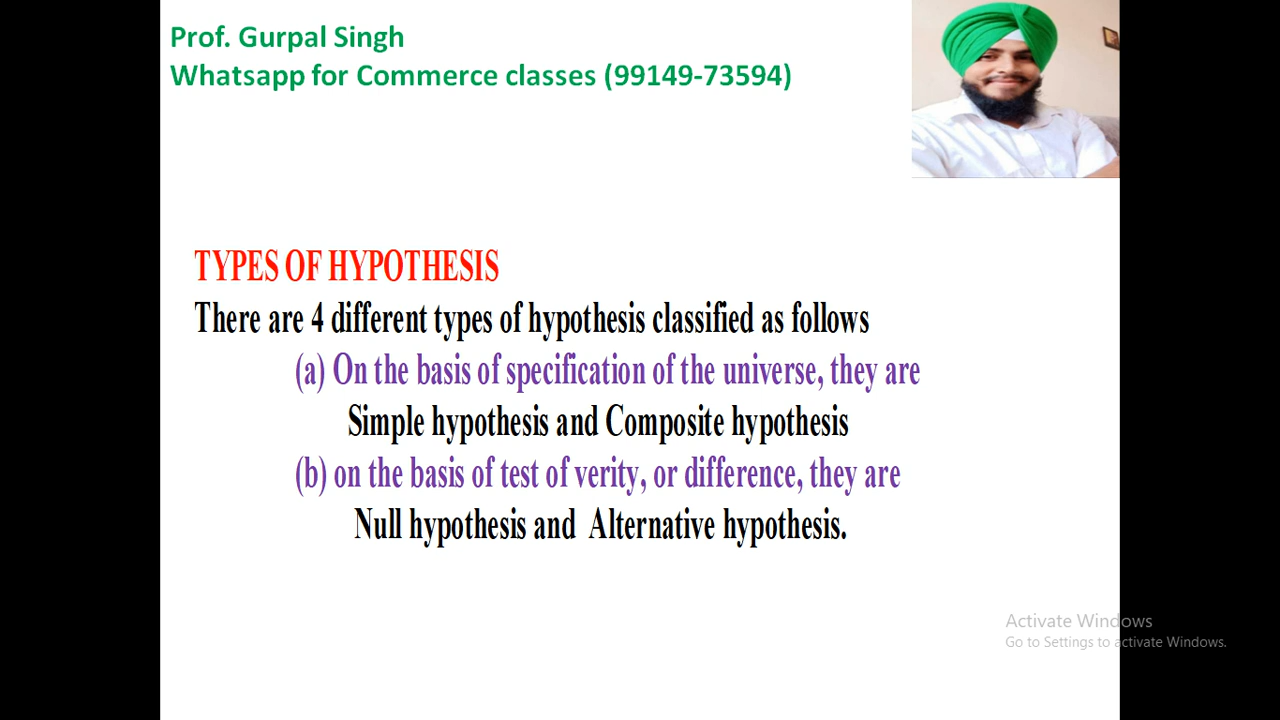 Prof. Gurpal Singh
Whatsapp for Commerce classes (99149-73594)
TYPES OF HYPOTHESIS
There are 4 different types of hypothesis classified as follows
(a) On the basis of specification of the universe, they are
Simple hypothesis and Composite hypothesis
(b) on the basis of test of verity, or difference, they are
Null hypothesis and Alternative hypothesis.
Activate Windows
Go to Settings to activate Windows.